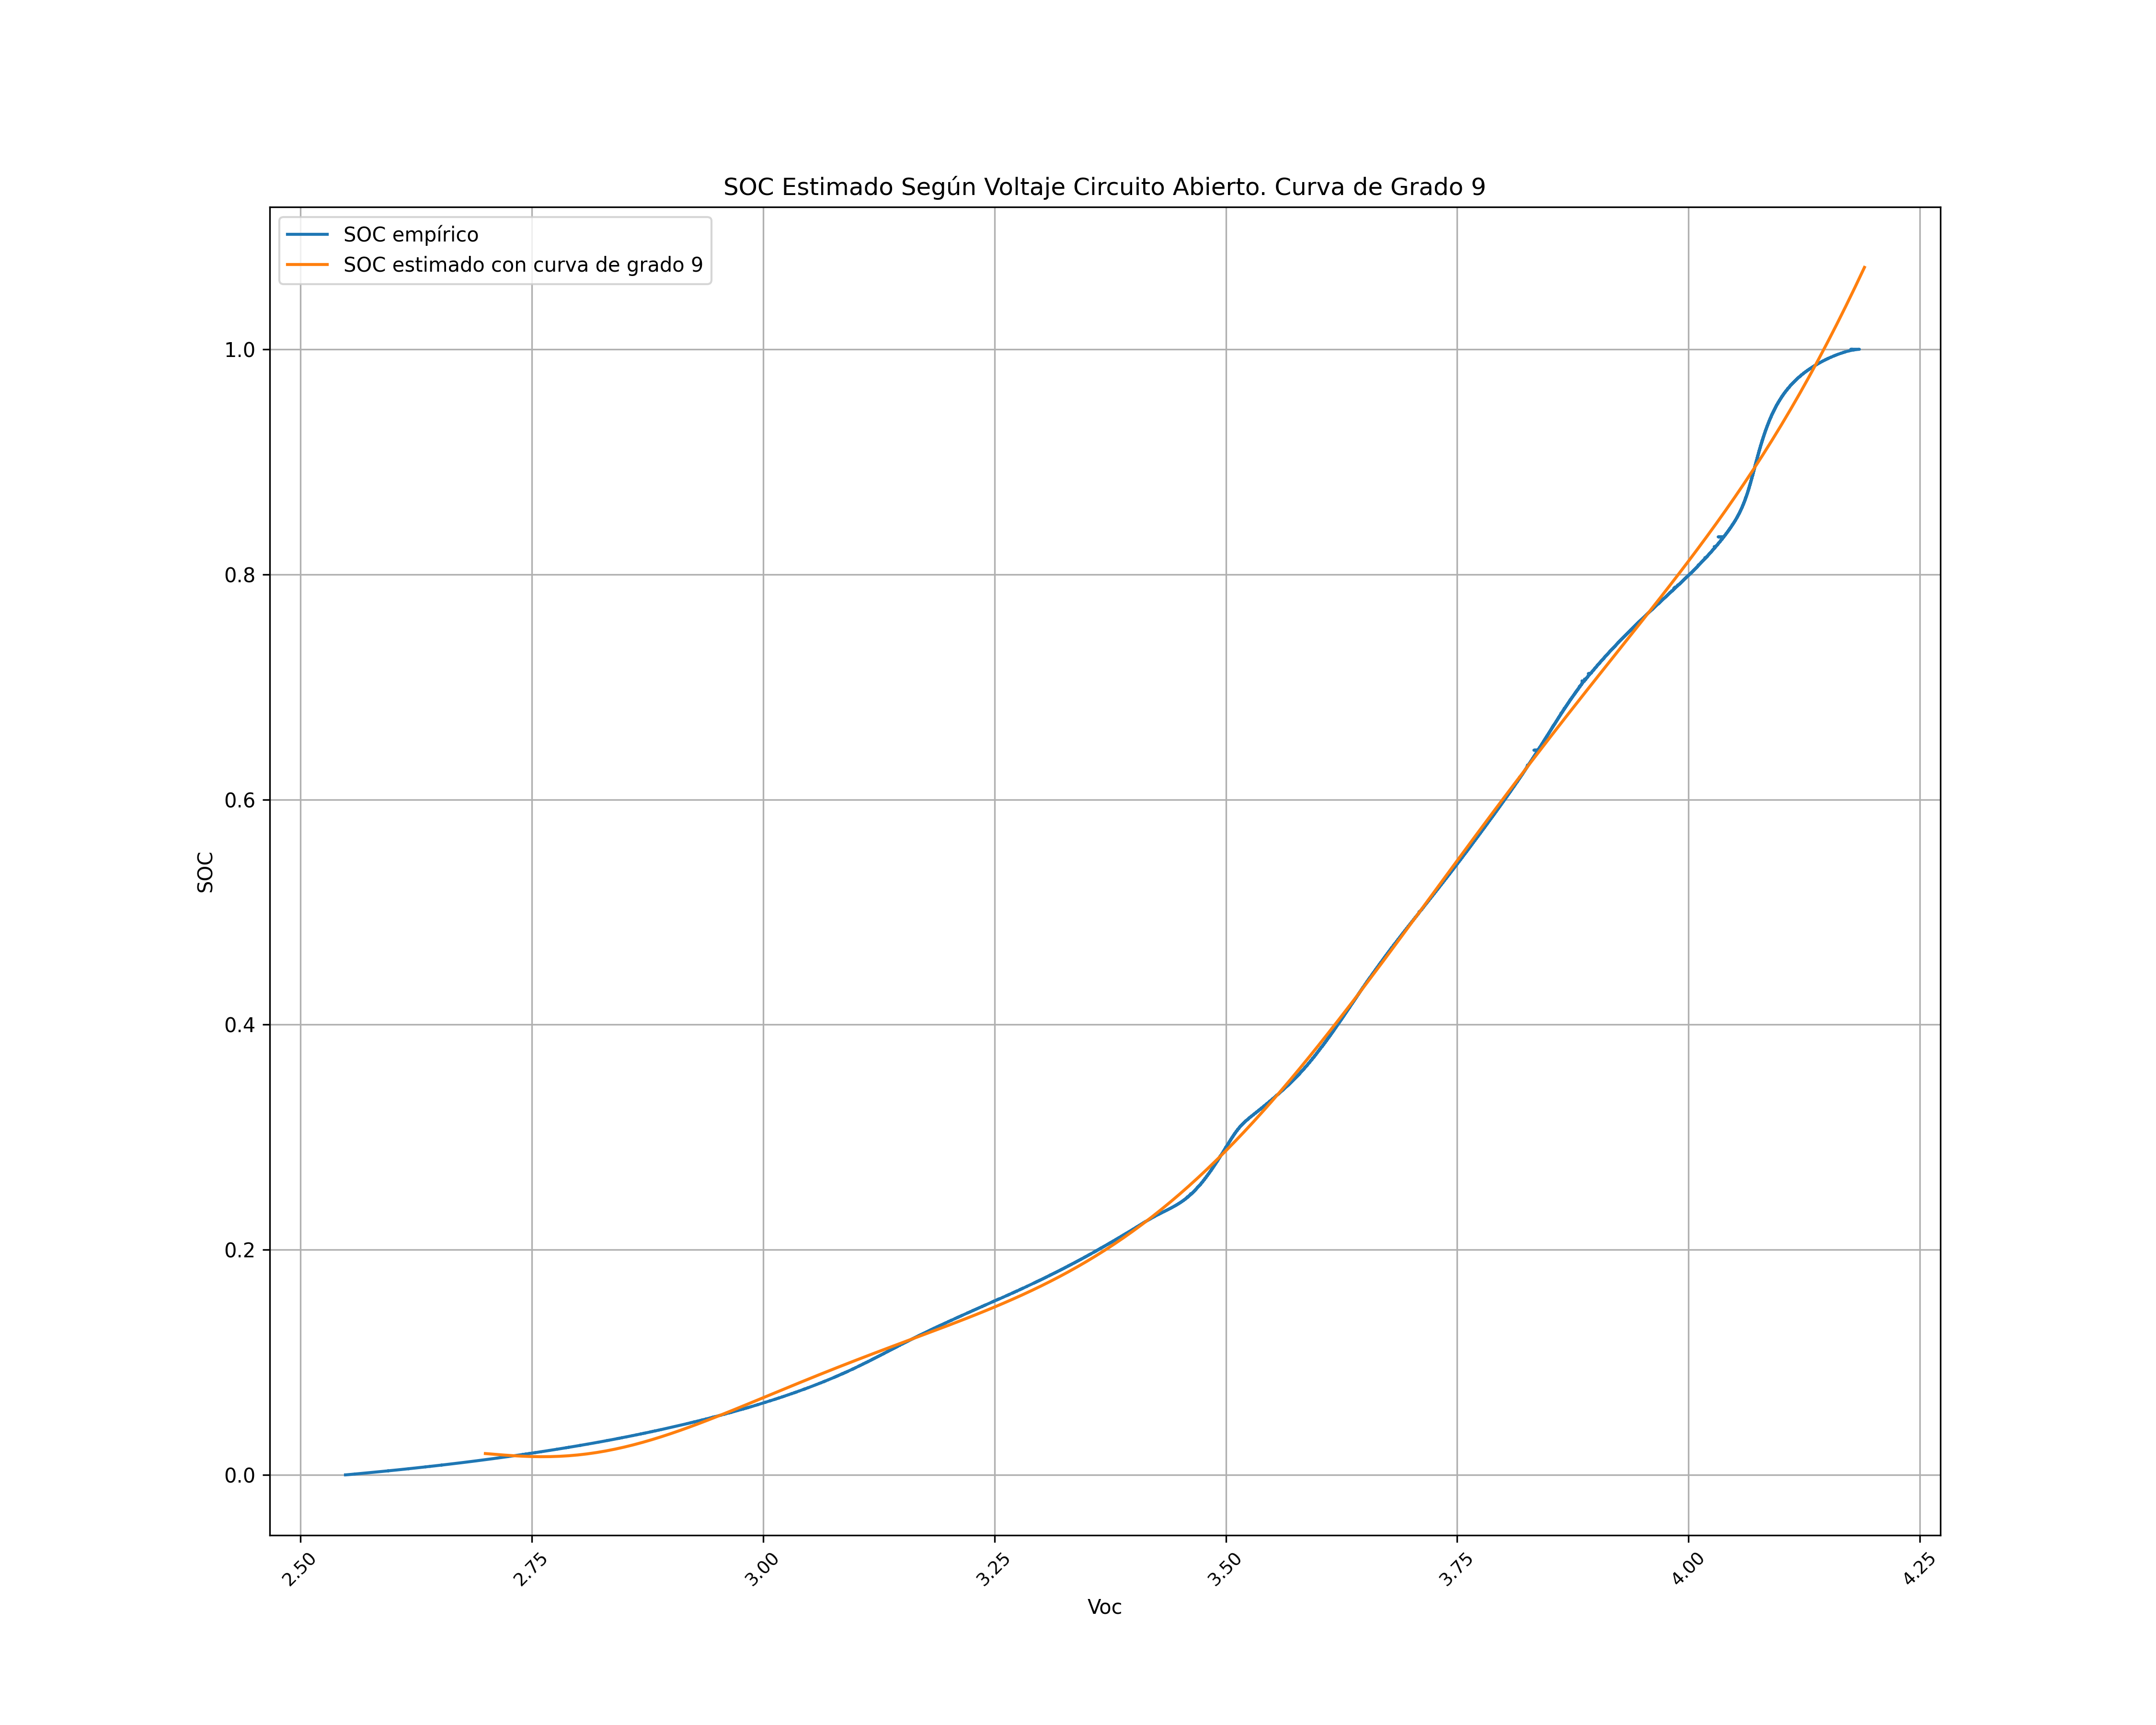 SOC Estimado Según Voltaje Circuito Abierto. Curva de Grado 9
SOC empírico
SOC estimado con curva de grado 9
1.0
0.8
0.6
0.4
0.2
0.0
SOC
2.50
2.75
3.00
3.25
3.50
3.75
4.00
4.25
Voc